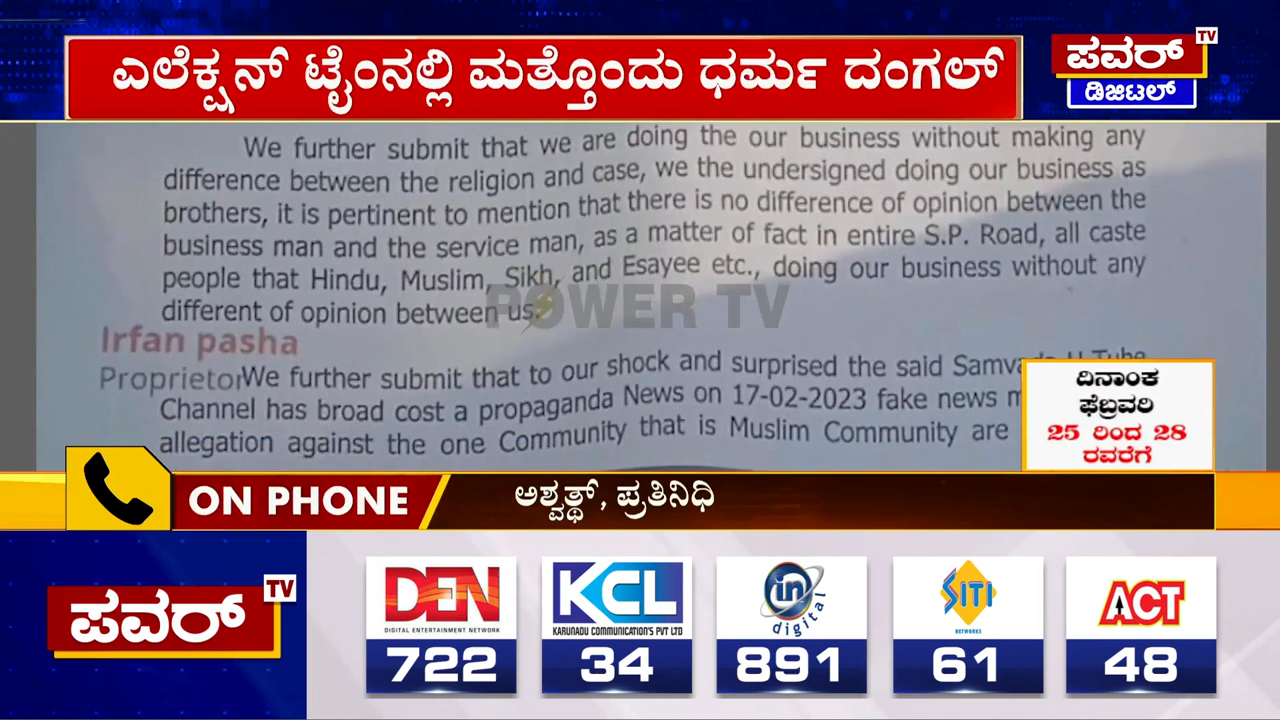 ಎಲೆಕ್ಷನ್ ಟೈಂನಲ್ಲಿ ಮತ್ತೊಂದು ಧರ್ಮ ದಂಗಲ್
ಪವರ್ TV
ಡಿಜಿಟಲ್
We further submit that we are doing the our business without making any
difference between the religion and case, we the undersigned doing our business as
brothers, it is pertinent to mention that there is no difference of opinion between the
business man and the service man, as a matter of fact in entire S.P. Road, all caste
people that Hindu, Muslim, Sikh, and Esayee etc., doing our business without any
different of opinion between us.
POWER TV
Irfan pasha
Proprietor
We further submit that to our shock and surprised the said
Channel has broad cost a propaganda News on 17-02-2023 fake news
allegation against the one Community that is Muslim Community are
ದಿನಾಂಕ
ಫೆಬ್ರವರಿ
25 ರಿಂದ 28
ರವರೆಗೆ
ON PHONE
ಅಶ್ವತ್ಥ್, ಪ್ರತಿನಿಧಿ
ಪವರ್ TV
DEN
DIGITAL ENTERTAINMENT NETWORK
722
KCL
KARUNADU COMMUNICATION'S PVT LTD
34
in
digital
891
SITI
NETWORKS
61
ACT
48